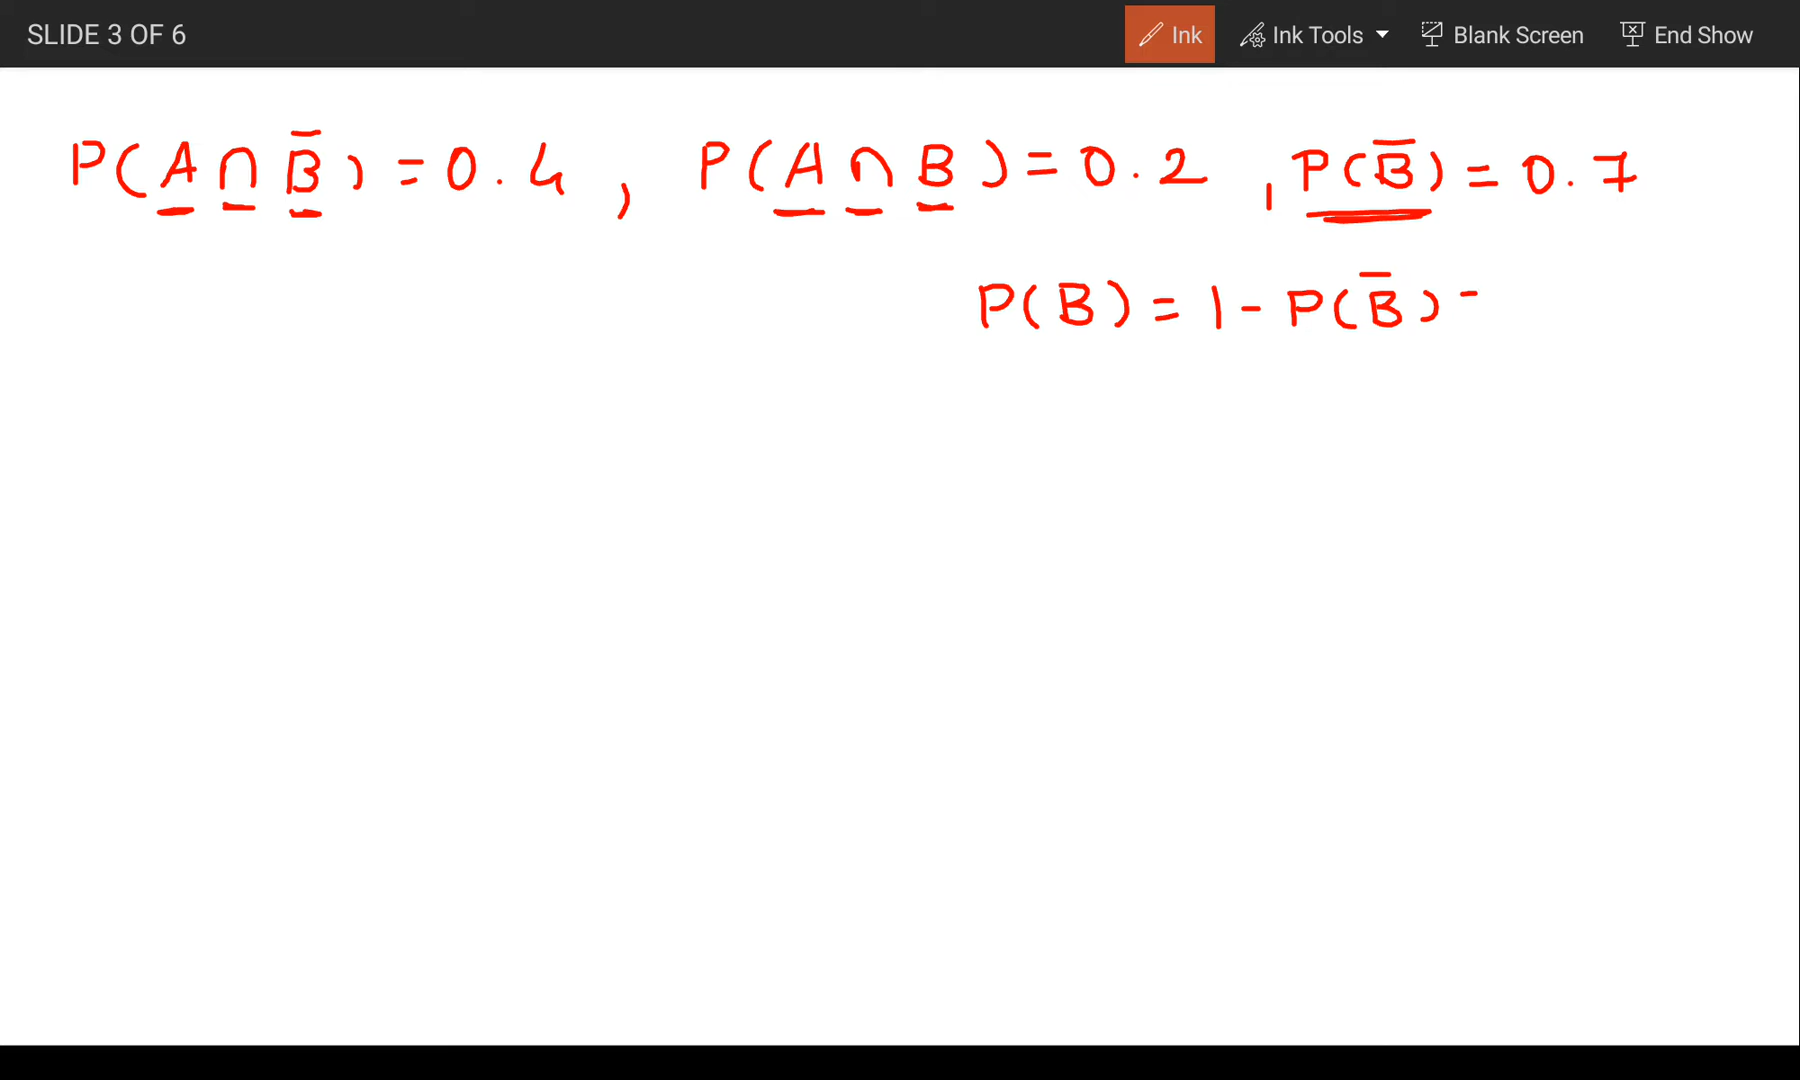 SLIDE 3 OF 6 Ink Ink Tools Blank Screen End Show
P(A∩B̅) = 0.4 , P(A∩B) = 0.2 , P(B̅) = 0.7
P(B) = 1 - P(B̅) -